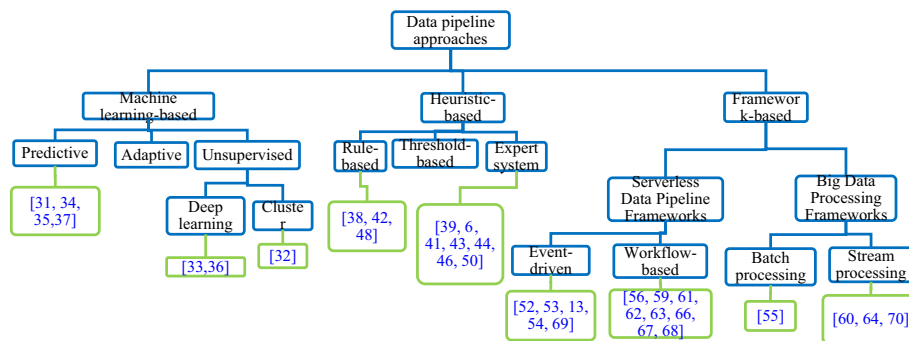 Data pipeline
approaches
Machine
learning-based
Heuristic-
based
Framewor
k-based
Predictive
Adaptive
Unsupervised
Rule-
based
Threshold-
based
Expert
system
[31, 34,
35,37]
Deep
learning
Cluste
r
[38, 42,
48]
[39, 6,
41, 43, 44,
46, 50]
Serverless
Data Pipeline
Frameworks
Big Data
Processing
Frameworks
[33,36]
[32]
Event-
driven
Workflow-
based
Batch
processing
Stream
processing
[52, 53, 13,
54, 69]
[56, 59, 61,
62, 63, 66,
67, 68]
[55]
[60, 64, 70]